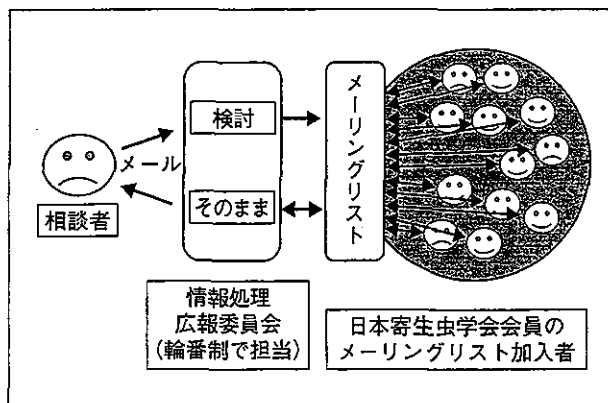 検討
メール
そのまま
相談者
メーリングリスト
情報処理
広報委員会
(輪番制で担当)
日本寄生虫学会会員の
メーリングリスト加入者